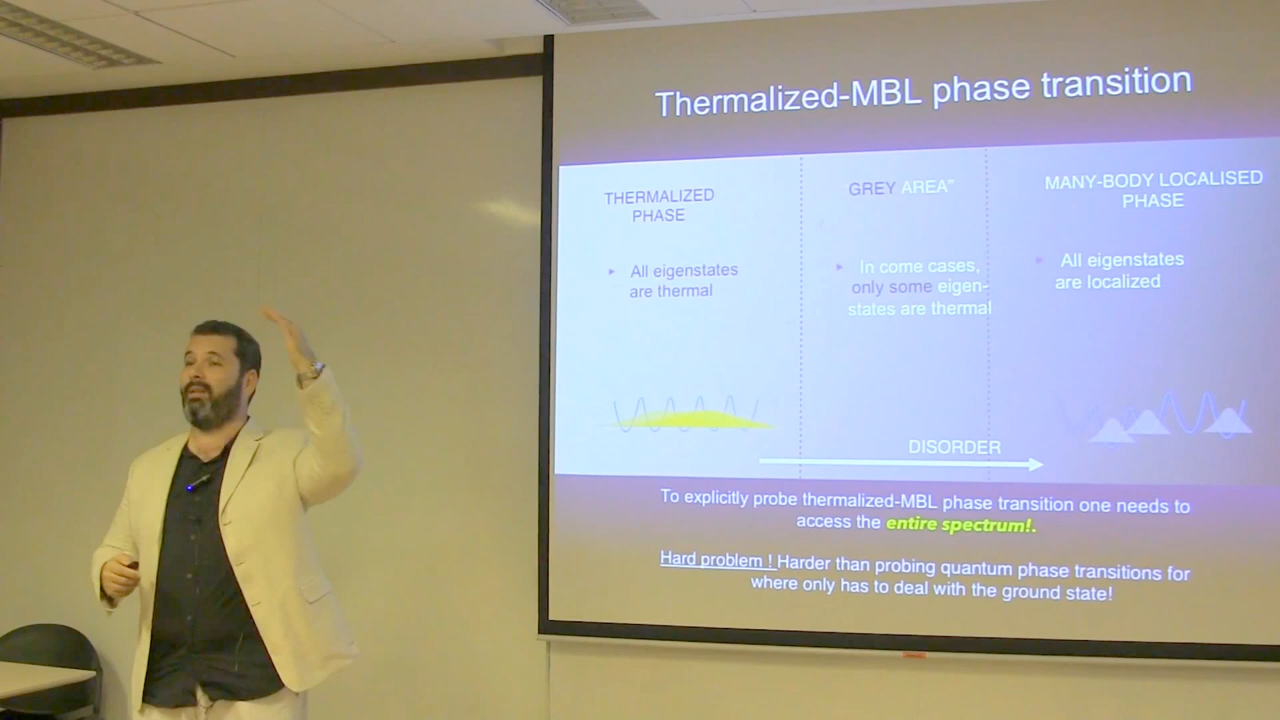 Thermalized-MBL phase transition
THERMALIZED
PHASE
All eigenstates
are thermal
GREY AREA”
In come cases,
only some eigen-
states are thermal
MANY-BODY LOCALISED
PHASE
All eigenstates
are localized
DISORDER
To explicitly probe thermalized-MBL phase transition one needs to
access the entire spectrum!.
Hard problem ! Harder than probing quantum phase transitions for
where only has to deal with the ground state!